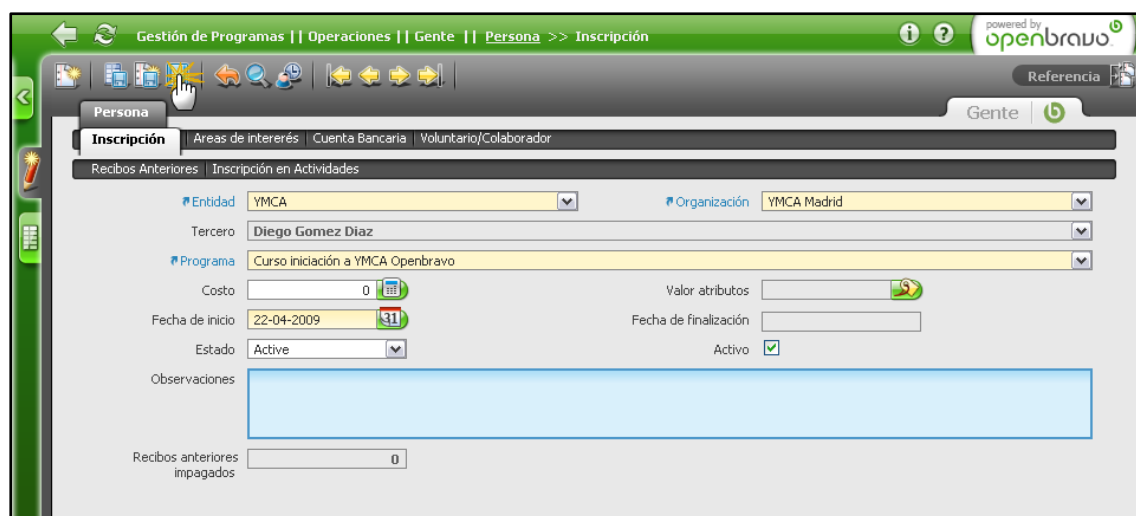 Gestión de Programas || Operaciones || Gente || Persona >> Inscripción
i ? powered by
openbravo
Referencia
Persona
Gente
Inscripción Areas de intererés Cuenta Bancaria Voluntario/Colaborador
Recibos Anteriores Inscripción en Actividades
Entidad YMCA Organización YMCA Madrid
Tercero Diego Gomez Diaz
Programa Curso iniciación a YMCA Openbravo
Costo 0 Valor atributos
Fecha de inicio 22-04-2009 31 Fecha de finalización
Estado Active Activo
Observaciones
Recibos anteriores
impagados 0